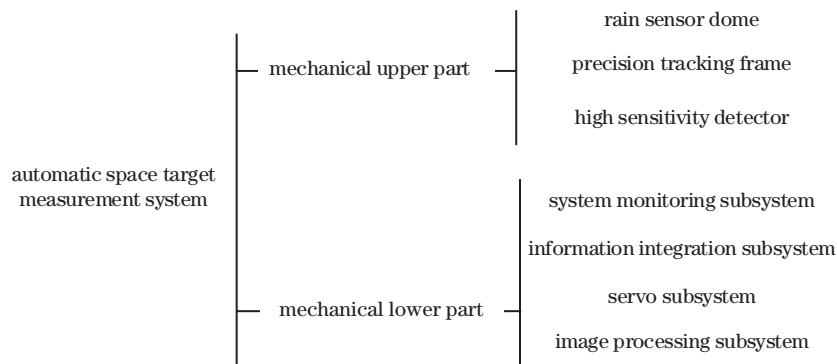 automatic space target
measurement system
mechanical upper part
rain sensor dome
precision tracking frame
high sensitivity detector
mechanical lower part
system monitoring subsystem
information integration subsystem
servo subsystem
image processing subsystem